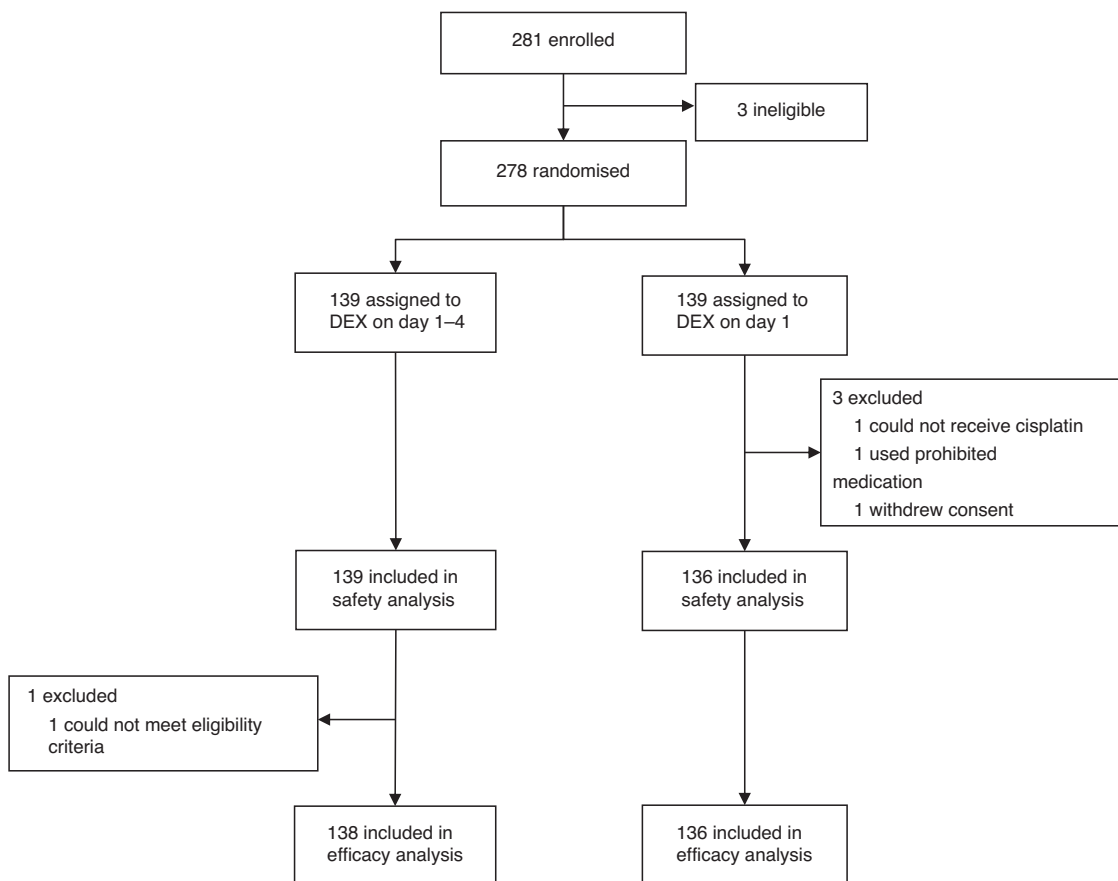 281 enrolled
3 ineligible
278 randomised
139 assigned to
DEX on day 1–4
139 assigned to
DEX on day 1
3 excluded
1 could not receive cisplatin
1 used prohibited
medication
1 withdrew consent
139 included in
safety analysis
136 included in
safety analysis
1 excluded
1 could not meet eligibility
criteria
138 included in
efficacy analysis
136 included in
efficacy analysis